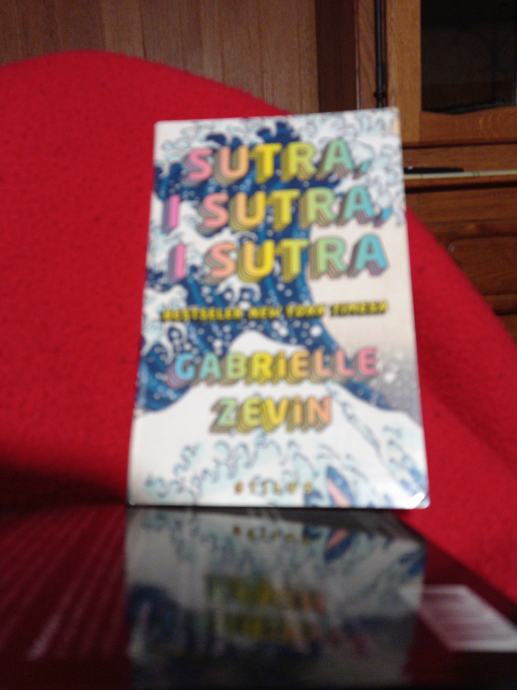 SUTRA,
I SUTRA,
I SUTRA
BESTSELER NEW YORK TIMESA
GABRIELLE
ZEVIN